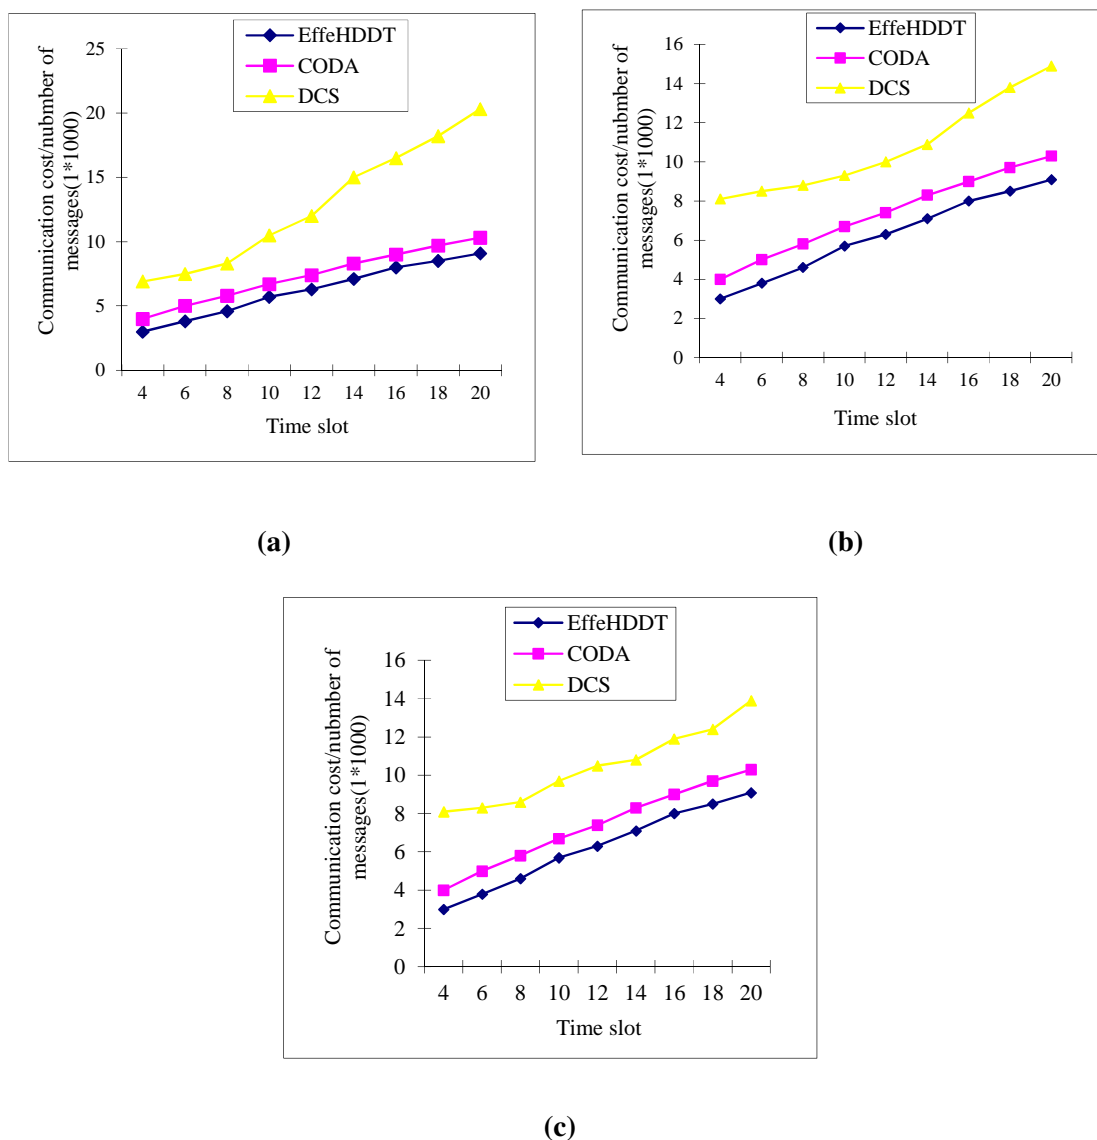 EffeHDDT
CODA
DCS
Communication cost/nubmber of
messages(1*1000)
25
20
15
10
5
0
4 6 8 10 12 14 16 18 20
Time slot
(a)
EffeHDDT
CODA
DCS
Communication cost/nubmber of
messages(1*1000)
16
14
12
10
8
6
4
2
0
4 6 8 10 12 14 16 18 20
Time slot
(b)
EffeHDDT
CODA
DCS
Communication cost/nubmber of
messages(1*1000)
16
14
12
10
8
6
4
2
0
4 6 8 10 12 14 16 18 20
Time slot
(c)